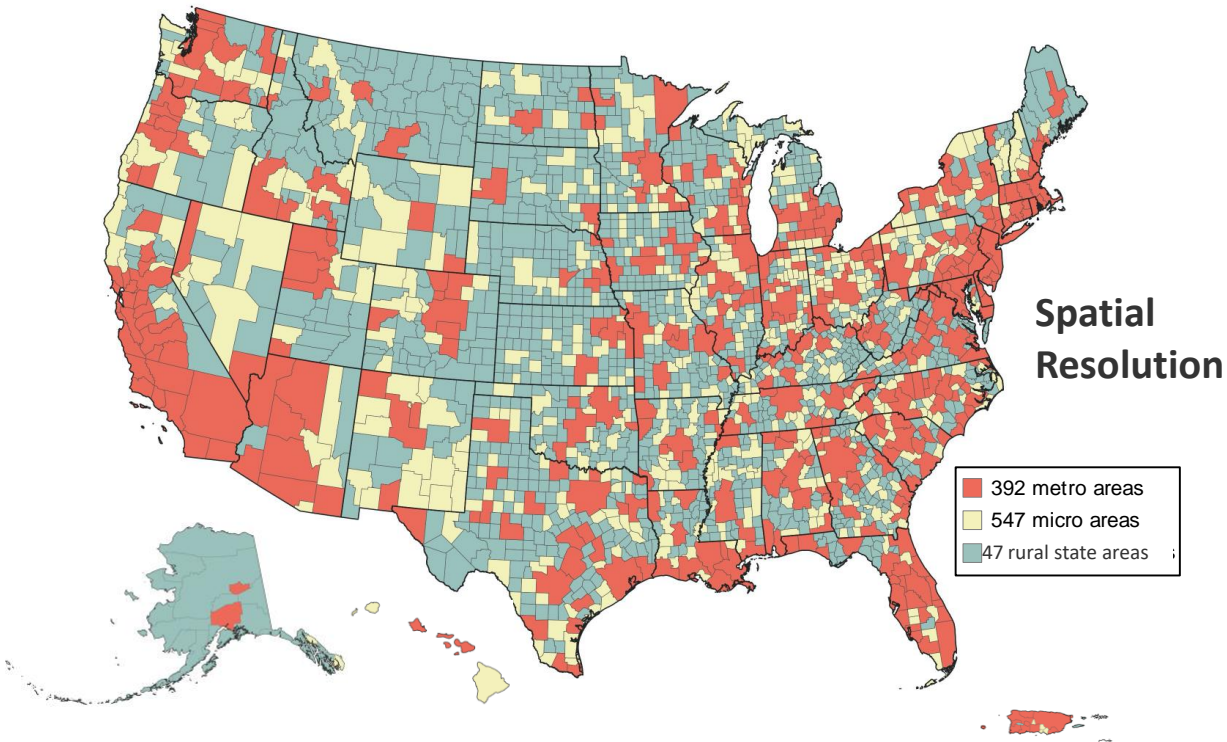 Spatial
Resolution
392 metro areas
547 micro areas
47 rural state areas